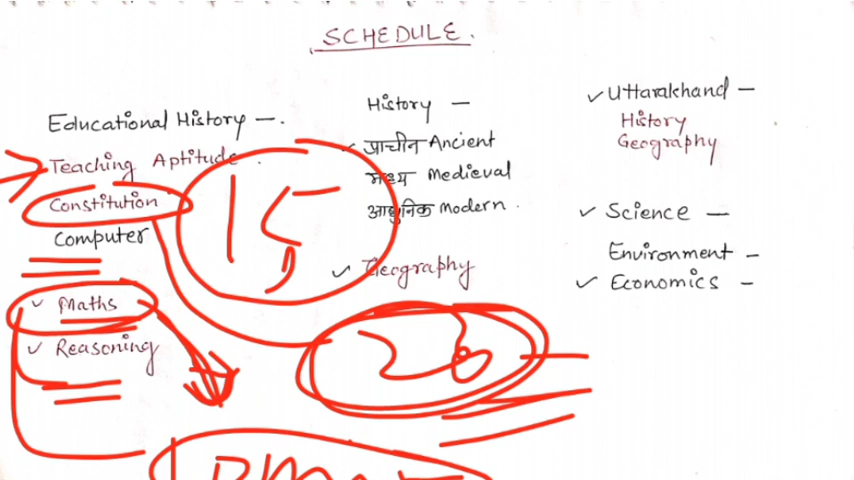 SCHEDULE.
Educational History –.
Teaching Aptitude.
Constitution
Computer
✓ Maths
✓ Reasoning
15
History –
✓ प्राचीन Ancient
मध्य Medieval
आधुनिक Modern.
✓ Geography
28
✓ Uttarakhand –
History
Geography
✓ Science –
Environment –
✓ Economics –